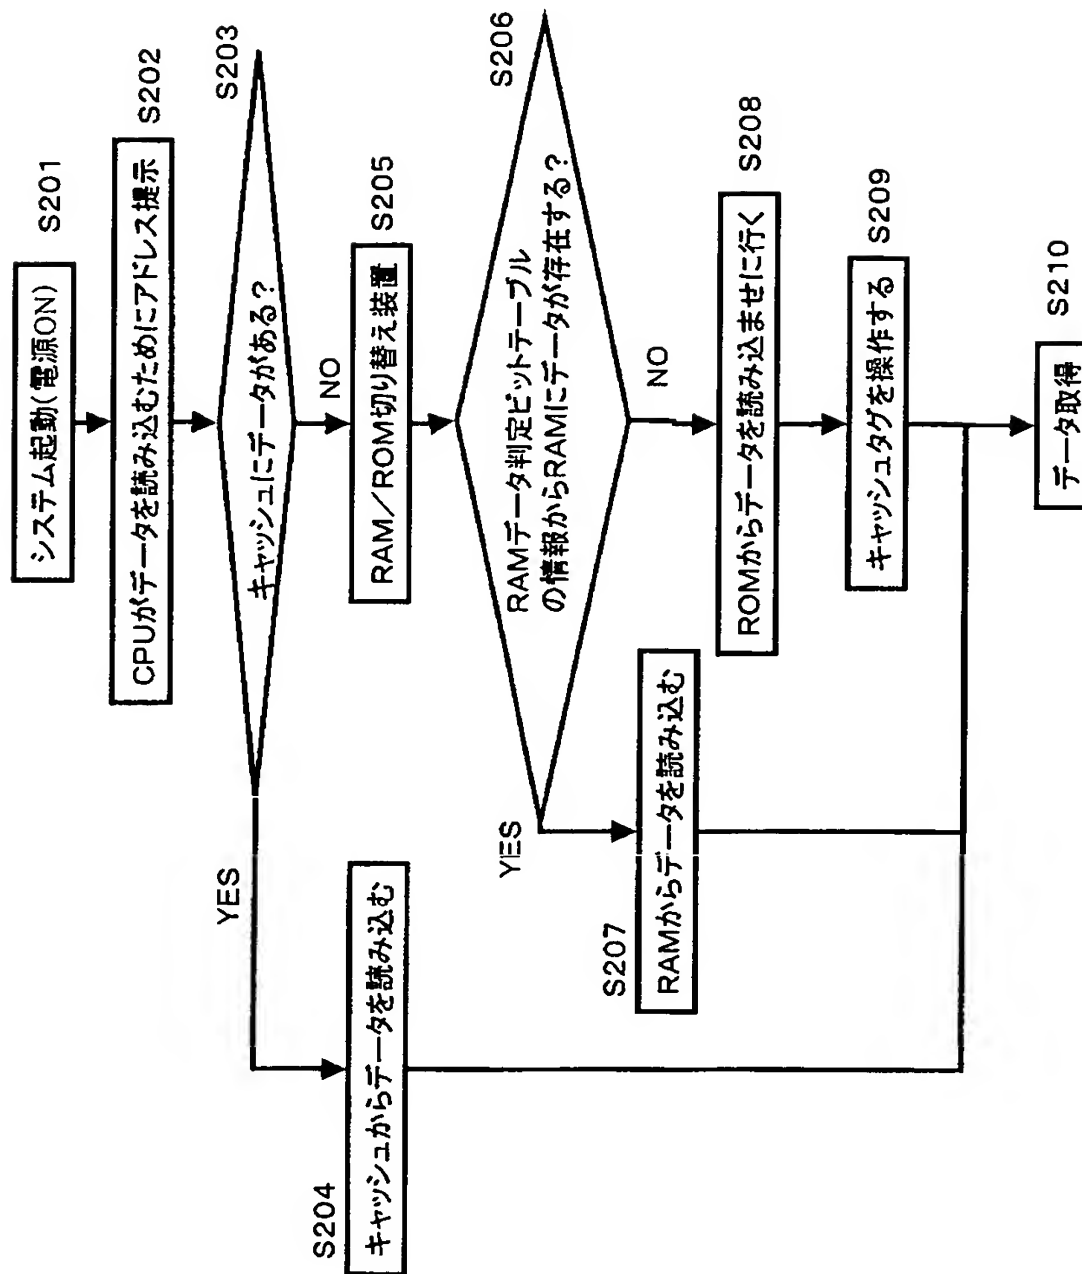 S201
システム起動(電源ON)
S202
CPUがデータを読み込むためにアドレス提示
S203
キャッシュにデータがある?
YES
NO
S204
キャッシュからデータを読み込む
S205
RAM/ROM切り替え装置
S206
RAMデータ判定ビットテーブル
の情報からRAMにデータが存在する?
YES
NO
S207
RAMからデータを読み込む
S208
ROMからデータを読み込ませに行く
S209
キャッシュタグを操作する
S210
データ取得